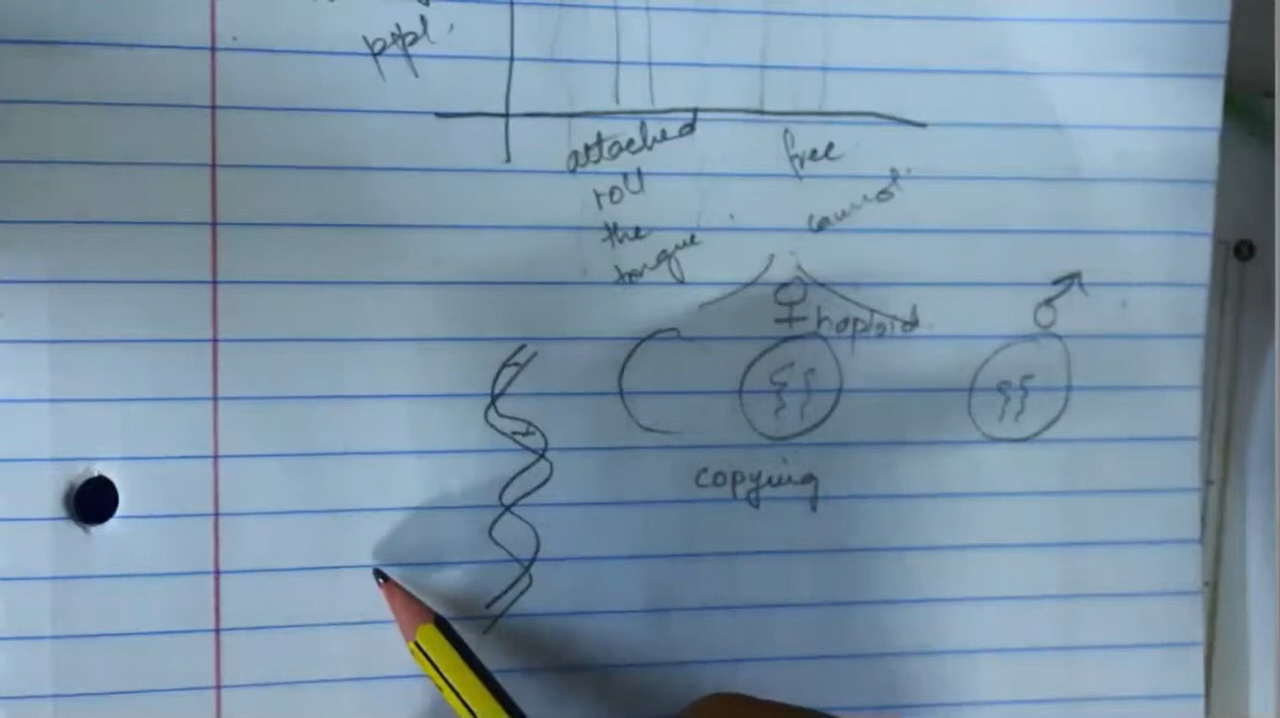 ppl.
attached
free
roll
cannot
the
tongue
♀
♂
haploid
copying